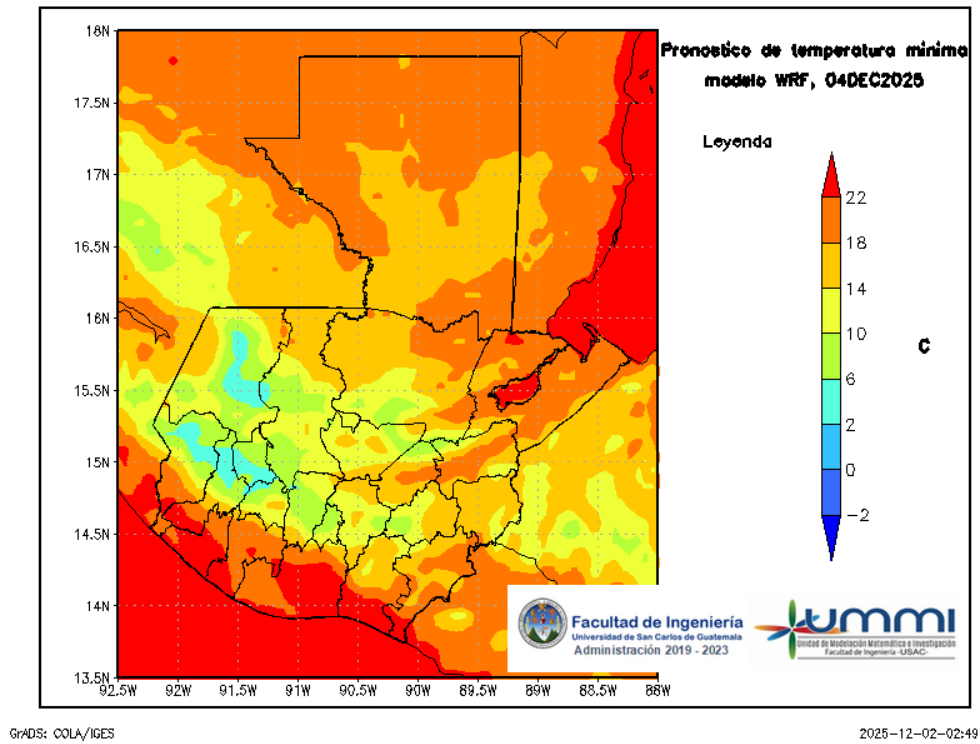 Pronostico de temperatura minima
modelo WRF, 04DEC2025
Leyenda
22
18
14
10
6
2
0
-2
C
18N
17.5N
17N
16.5N
16N
15.5N
15N
14.5N
14N
13.5N
92.5W 92W 91.5W 91W 90.5W 90W 89.5W 89W 88.5W 88W
Facultad de Ingeniería
Universidad de San Carlos de Guatemala
Administración 2019 - 2023
ummi
Unidad de Modelación Matemática e Investigación
Facultad de Ingeniería -USAC-
GrADS: COLA/IGES
2025-12-02-02:49